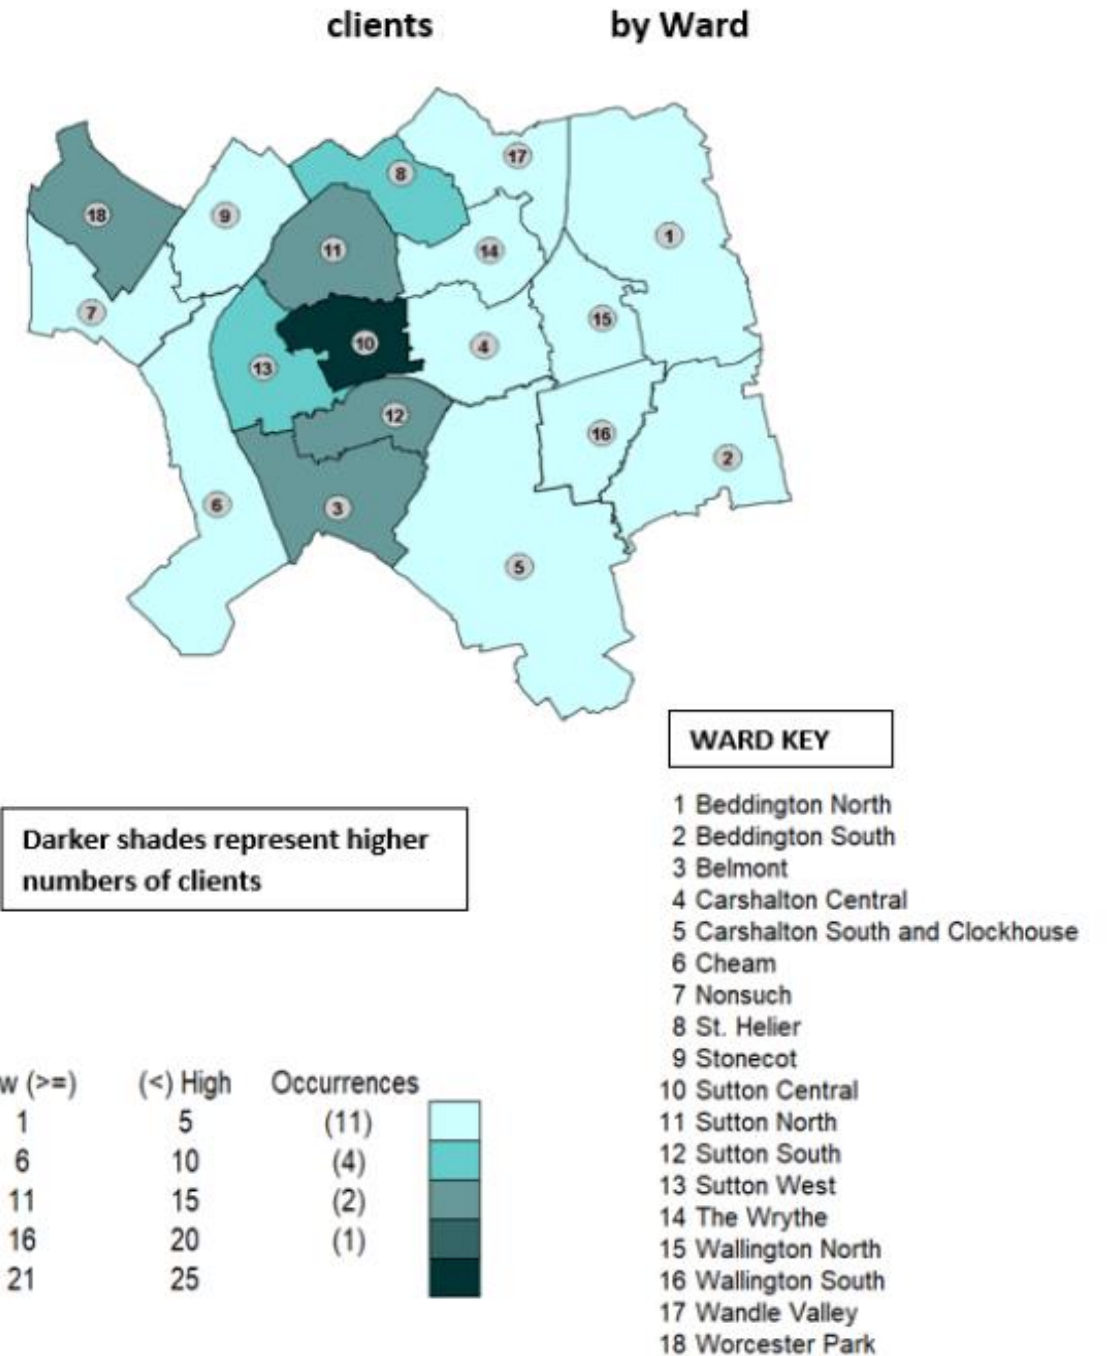 clients by Ward
17
8
18
9
1
11
14
7
15
10
4
13
12
16
2
6
3
5
WARD KEY
1 Beddington North
2 Beddington South
3 Belmont
4 Carshalton Central
5 Carshalton South and Clockhouse
6 Cheam
7 Nonsuch
8 St. Helier
9 Stonecot
10 Sutton Central
11 Sutton North
12 Sutton South
13 Sutton West
14 The Wrythe
15 Wallington North
16 Wallington South
17 Wandle Valley
18 Worcester Park
Darker shades represent higher
numbers of clients
w (>=) (<) High Occurrences
1 5 (11)
6 10 (4)
11 15 (2)
16 20 (1)
21 25